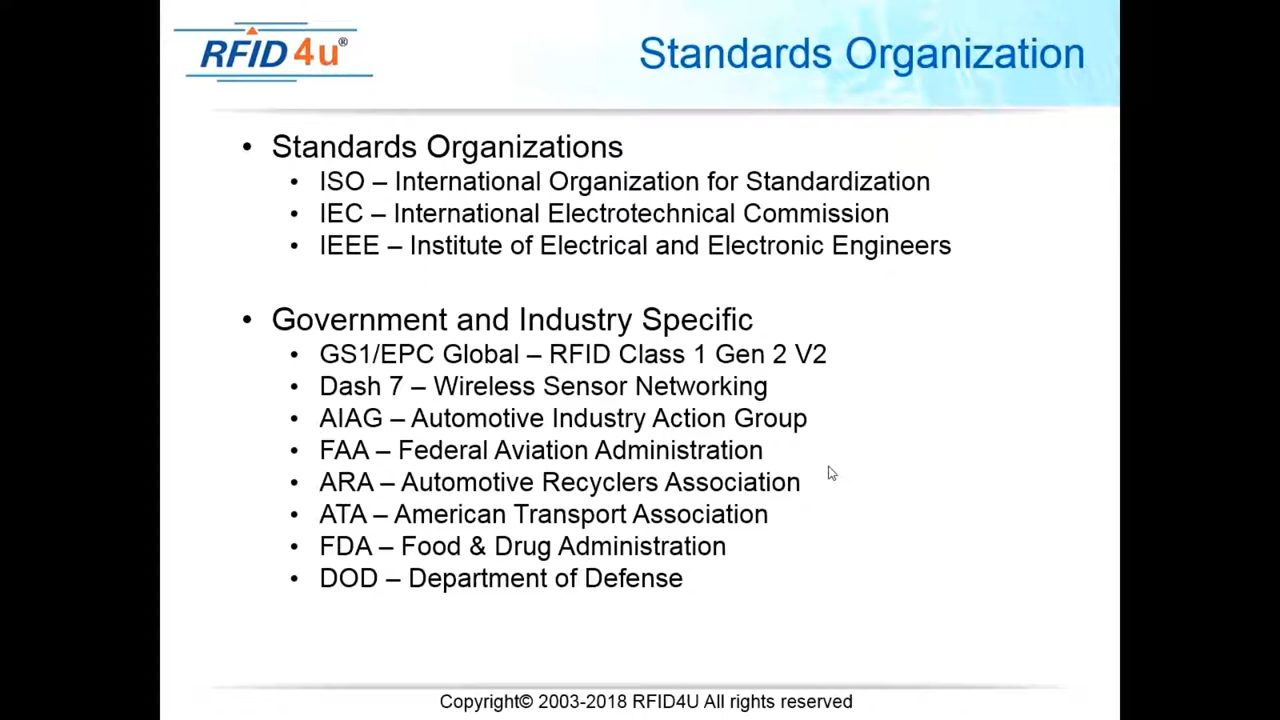 RFID4u®
Standards Organization
• Standards Organizations
• ISO – International Organization for Standardization
• IEC – International Electrotechnical Commission
• IEEE – Institute of Electrical and Electronic Engineers
• Government and Industry Specific
• GS1/EPC Global – RFID Class 1 Gen 2 V2
• Dash 7 – Wireless Sensor Networking
• AIAG – Automotive Industry Action Group
• FAA – Federal Aviation Administration
• ARA – Automotive Recyclers Association
• ATA – American Transport Association
• FDA – Food & Drug Administration
• DOD – Department of Defense
Copyright© 2003-2018 RFID4U All rights reserved